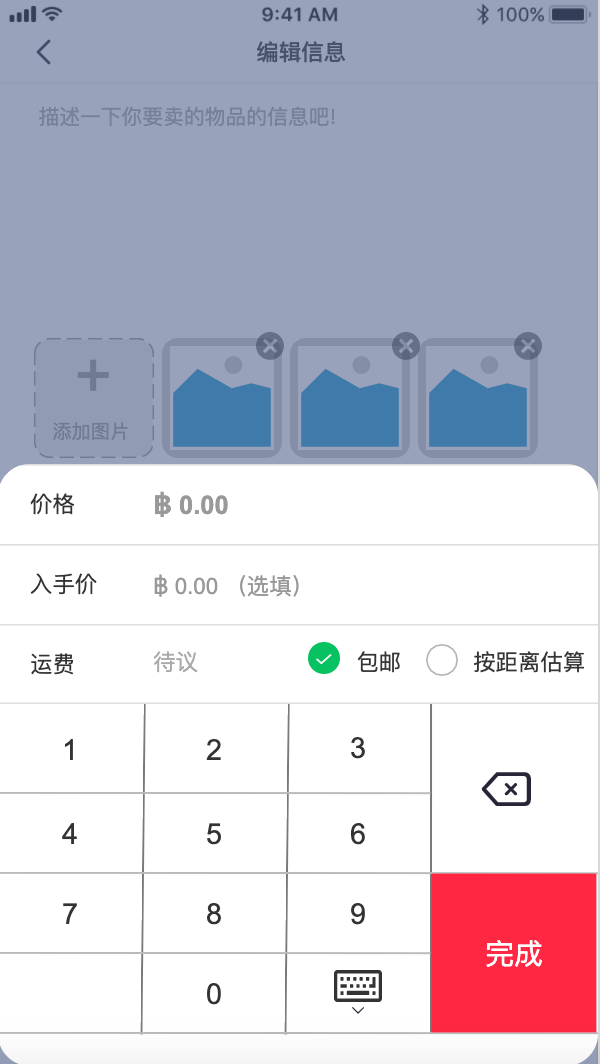 9:41 AM 100%
编辑信息
描述一下你要卖的物品的信息吧!
添加图片
价格 ฿ 0.00
入手价 ฿ 0.00 （选填）
运费 待议 包邮 按距离估算
1 2 3
4 5 6
7 8 9
完成
0